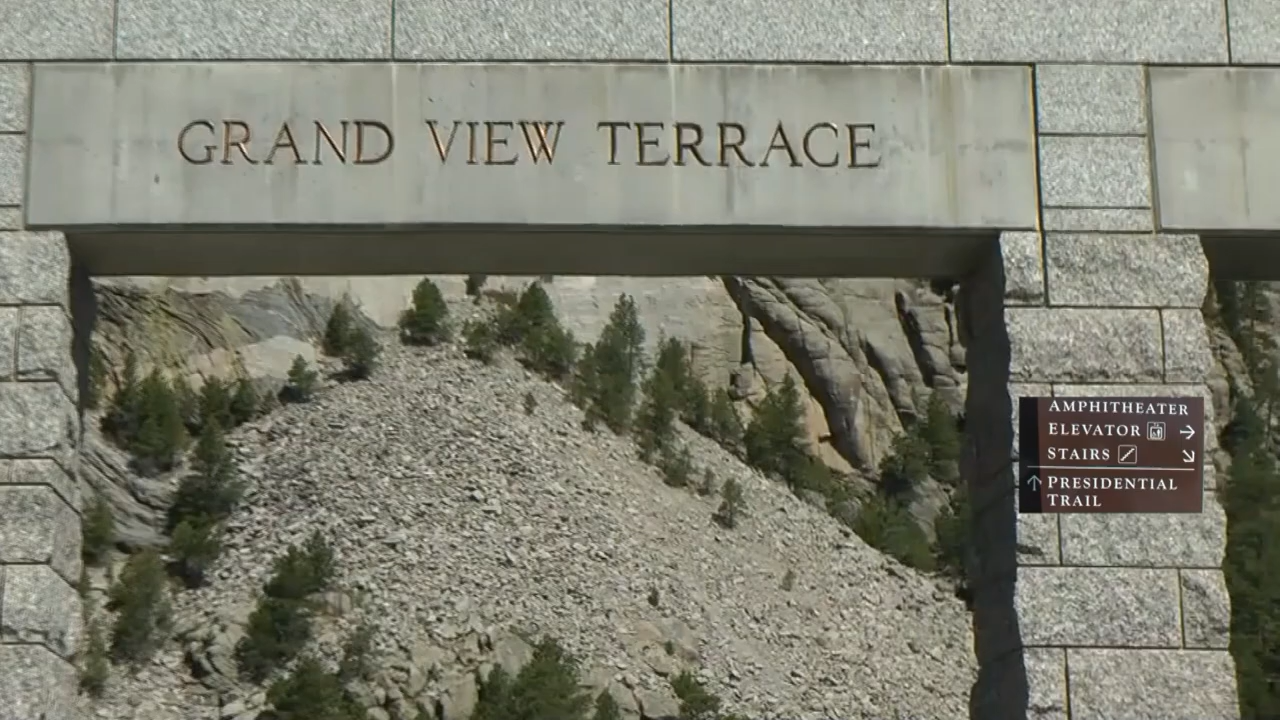 GRAND VIEW TERRACE
AMPHITHEATER
ELEVATOR →
STAIRS ↘
↑ PRESIDENTIAL
TRAIL